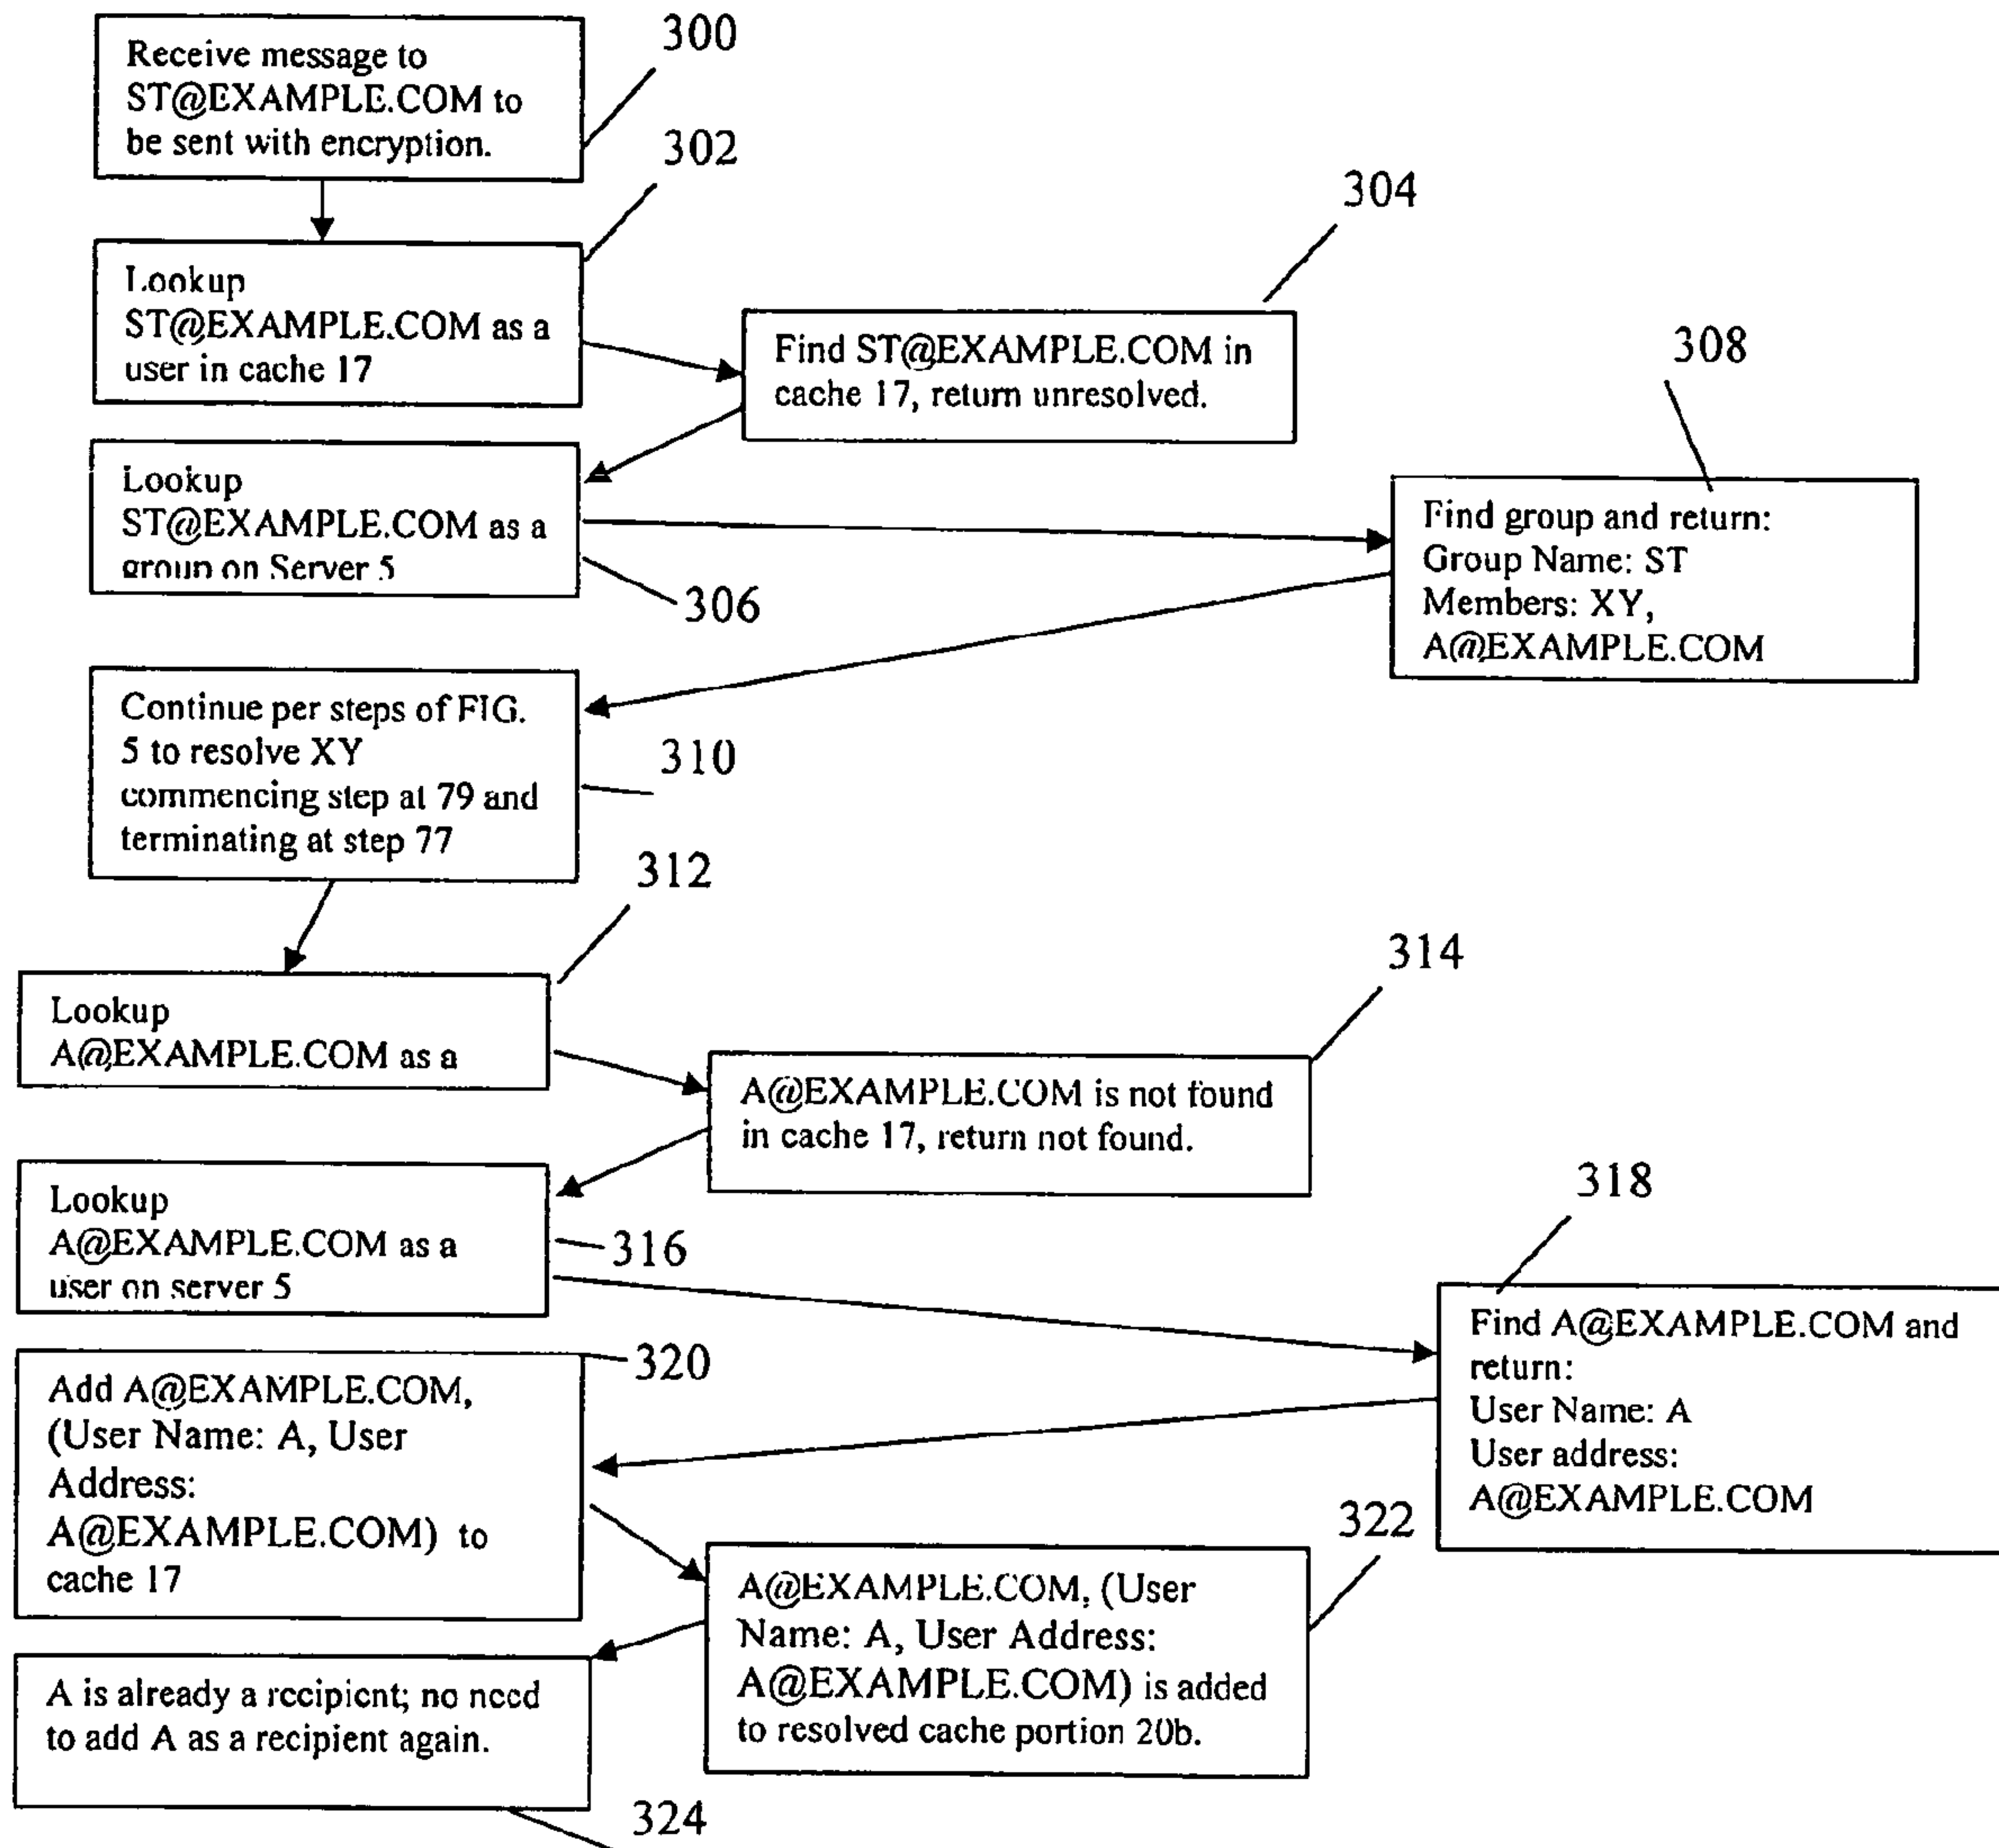 300
Receive message to
ST@EXAMPLE.COM to
be sent with encryption.
302
Lookup
ST@EXAMPLE.COM as a
user in cache 17
304
Find ST@EXAMPLE.COM in
cache 17, return unresolved.
Lookup
ST@EXAMPLE.COM as a
group on Server 5
306
308
Find group and return:
Group Name: ST
Members: XY,
A@EXAMPLE.COM
Continue per steps of FIG.
5 to resolve XY
commencing step at 79 and
terminating at step 77
310
312
Lookup
A@EXAMPLE.COM as a
314
A@EXAMPLE.COM is not found
in cache 17, return not found.
Lookup
A@EXAMPLE.COM as a
user on server 5
316
318
Find A@EXAMPLE.COM and
return:
User Name: A
User address:
A@EXAMPLE.COM
320
Add A@EXAMPLE.COM,
(User Name: A, User
Address:
A@EXAMPLE.COM) to
cache 17
322
A@EXAMPLE.COM, (User
Name: A, User Address:
A@EXAMPLE.COM) is added
to resolved cache portion 20b.
A is already a recipient; no need
to add A as a recipient again.
324